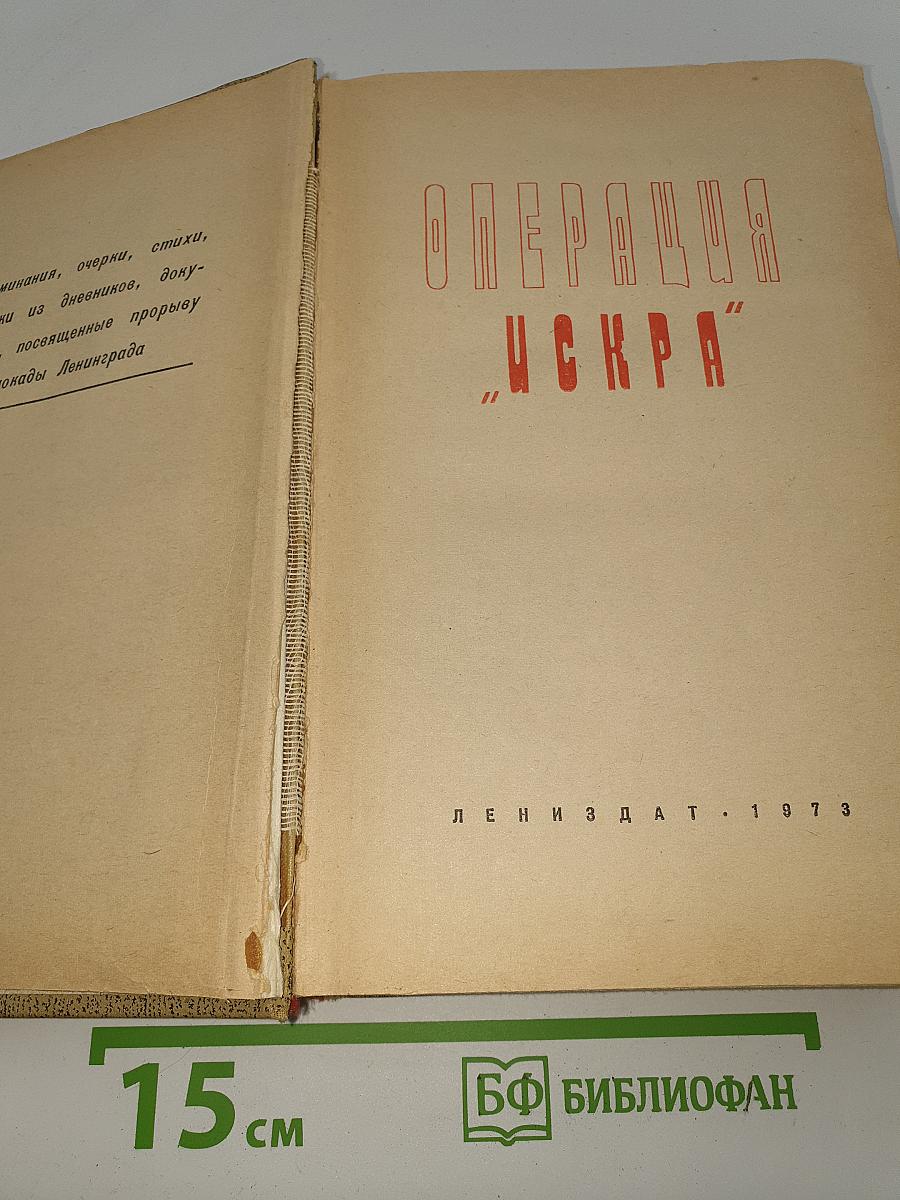 минания, очерки, стихи,
ки из дневников, доку-
посвященные прорыву
локады Ленинграда
ОПЕРАЦИЯ
„ИСКРА“
ЛЕНИЗДАТ · 1973
15 см
БФ БИБЛИОФАН